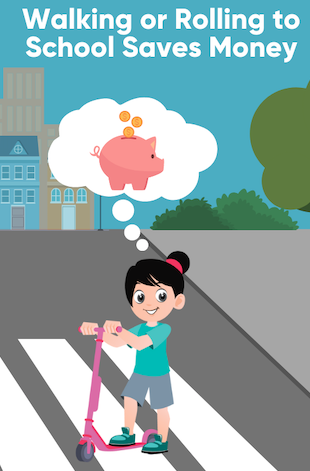 Walking or Rolling to
School Saves Money